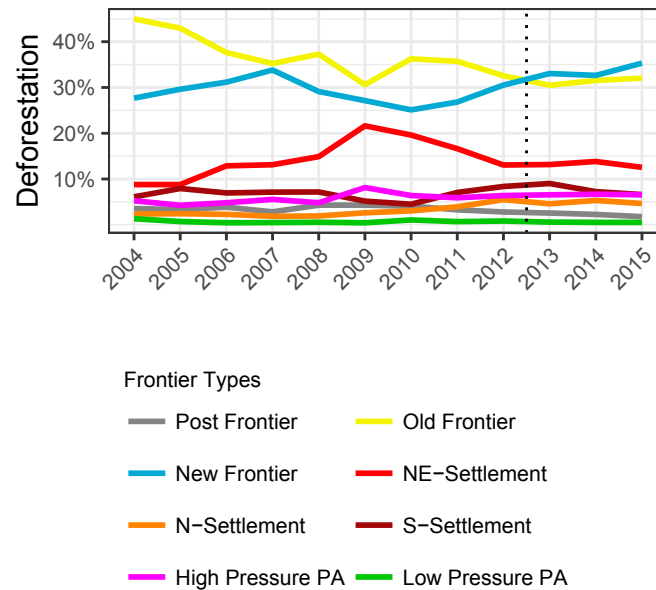 Deforestation
40%
30%
20%
10%
2004 2005 2006 2007 2008 2009 2010 2011 2012 2013 2014 2015
Frontier Types
Post Frontier Old Frontier
New Frontier NE−Settlement
N−Settlement S−Settlement
High Pressure PA Low Pressure PA